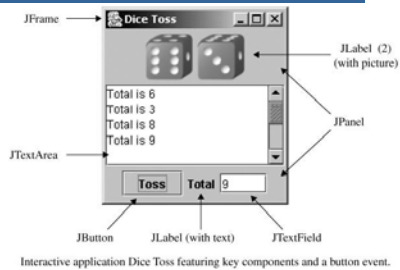 JFrame
Dice Toss
JLabel (2)
(with picture)
Total is 6
Total is 3
Total is 8
Total is 9
JPanel
JTextArea
Toss Total 9
JButton
JLabel (with text)
JTextField
Interactive application Dice Toss featuring key components and a button event.